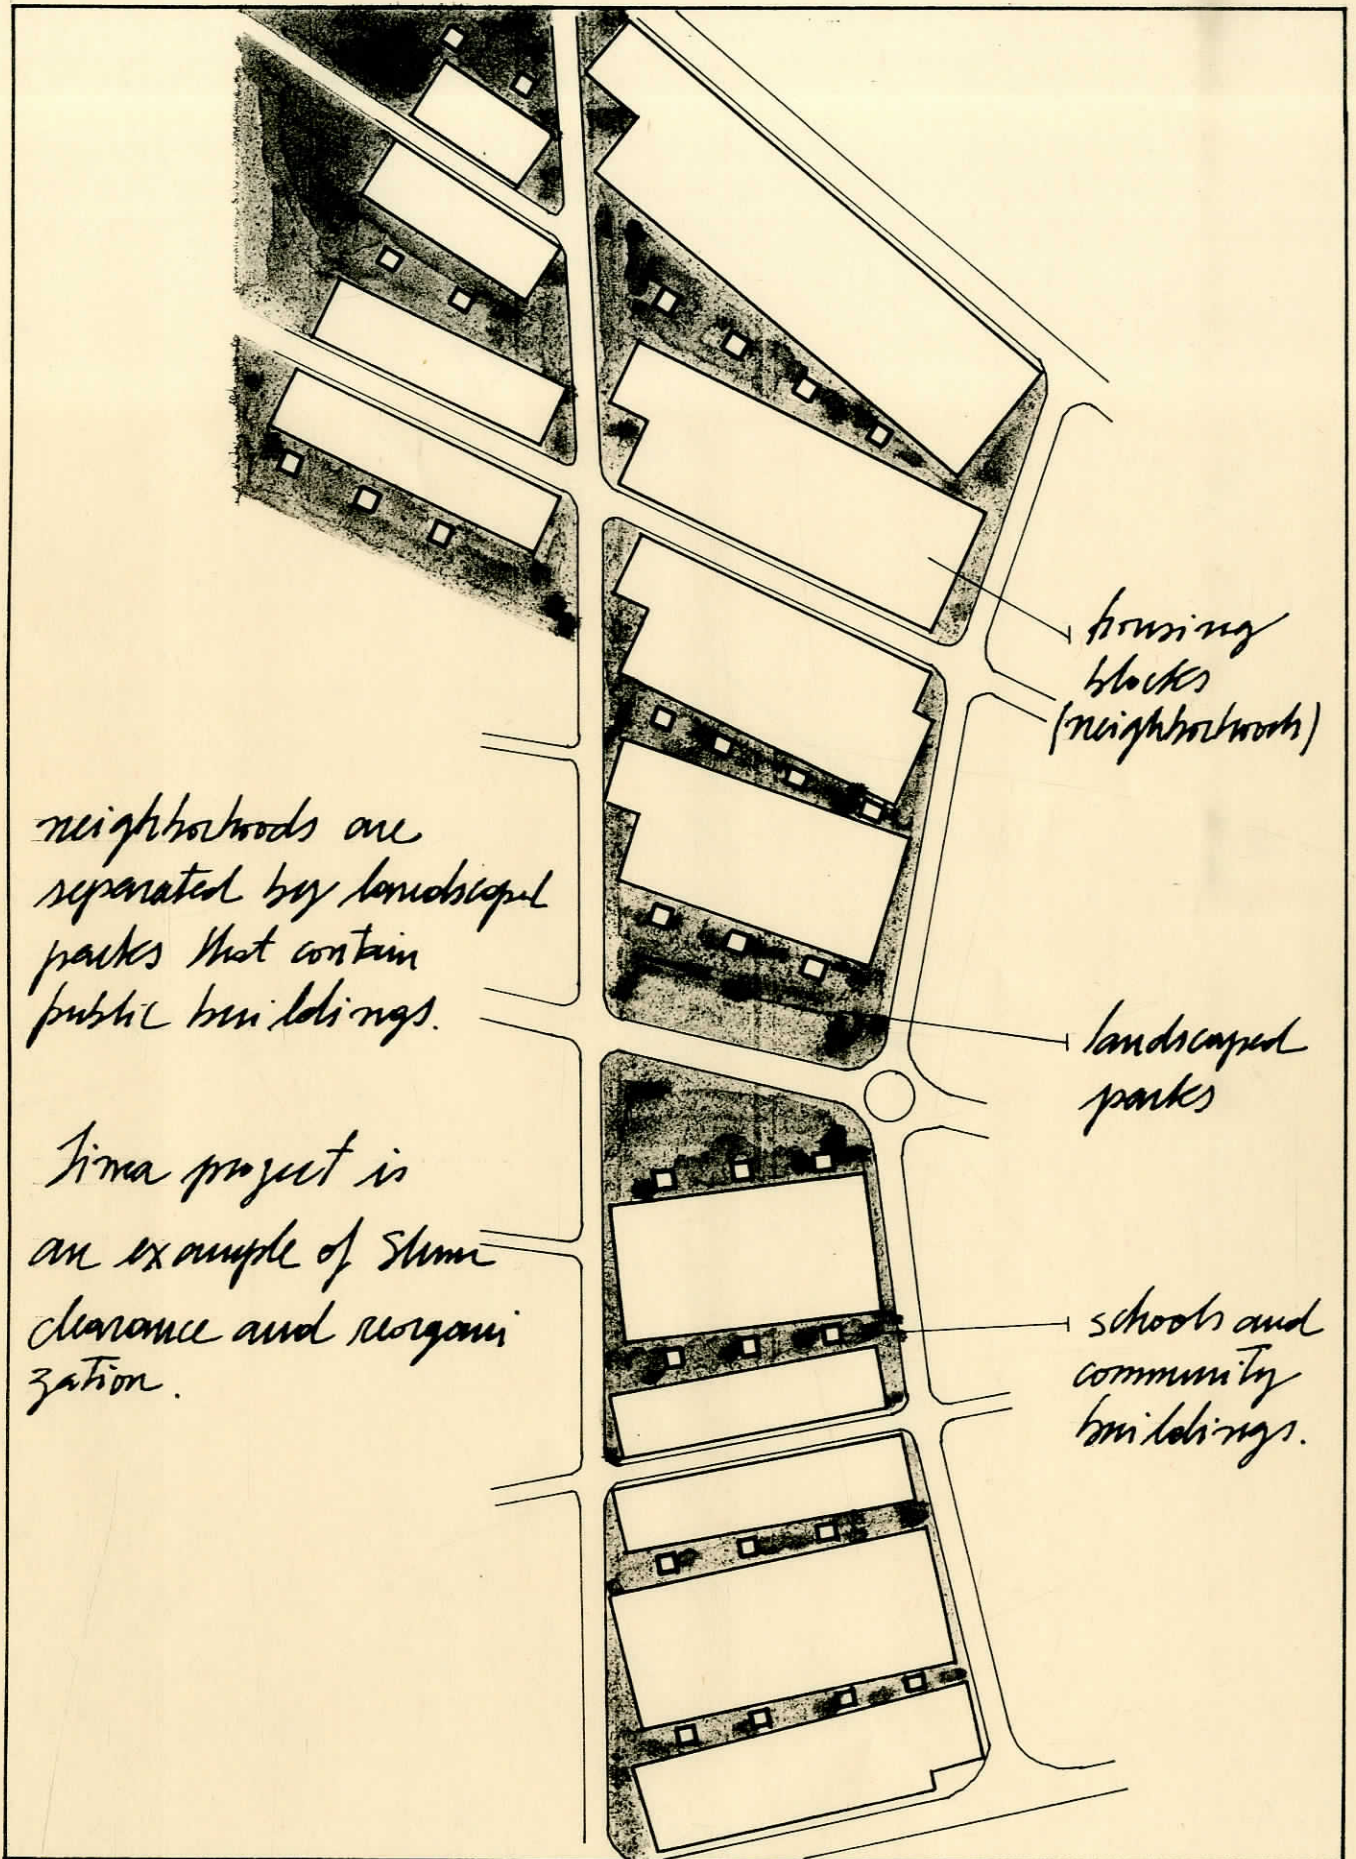 housing
blocks
(neighborhoods)
neighborhoods are
separated by landscaped
parks that contain
public buildings.
landscaped
parks
Lima project is
an example of Slum
clearance and reorgani
zation.
schools and
community
buildings.